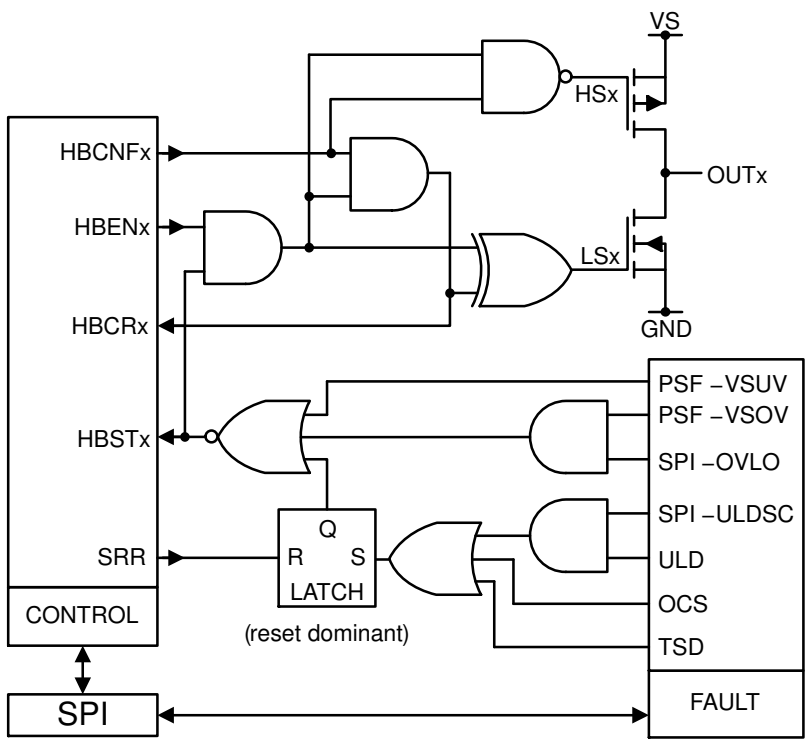 VS
HSx
HBCNFx
OUTx
HBENx
LSx
HBCRx
GND
PSF –VSUV
PSF –VSOV
HBSTx
SPI –OVLO
SPI –ULDSC
Q
SRR
R S
ULD
LATCH
OCS
CONTROL
(reset dominant)
TSD
SPI
FAULT